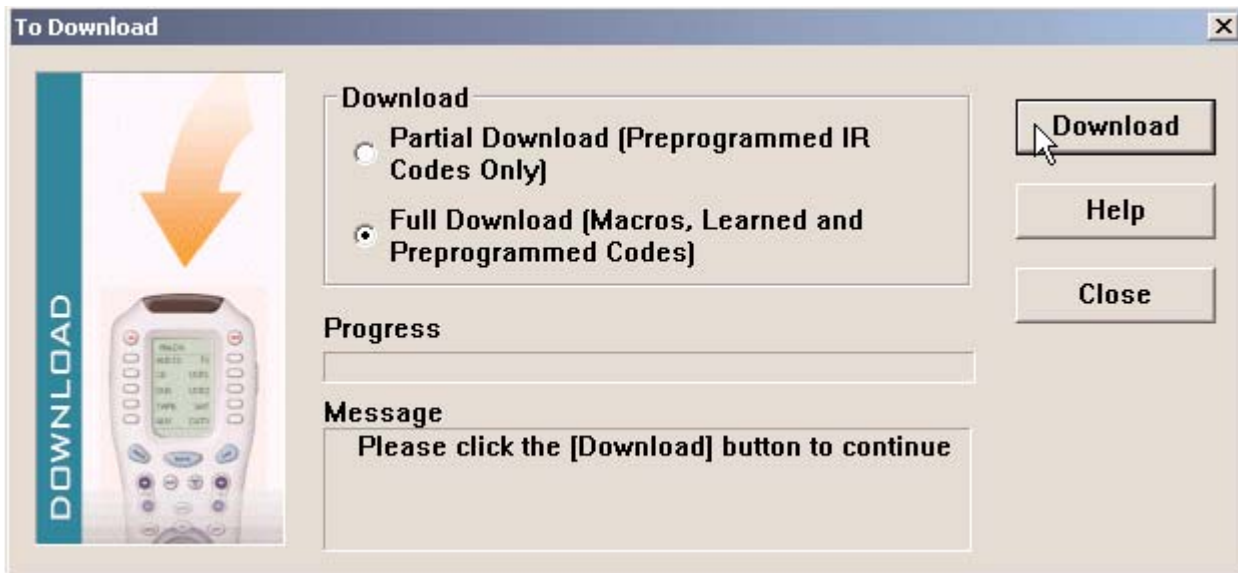 To Download
DOWNLOAD
Download
Partial Download (Preprogrammed IR
Codes Only)
Full Download (Macros, Learned and
Preprogrammed Codes)
Progress
Message
Please click the [Download] button to continue
Download
Help
Close